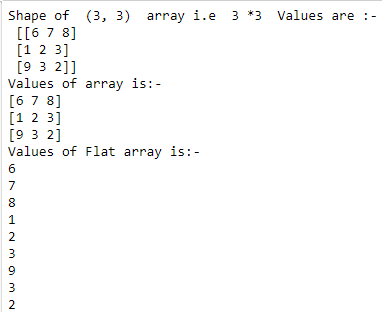 Shape of  (3, 3)  array i.e  3 *3  Values are :-
 [[6 7 8]
 [1 2 3]
 [9 3 2]]
Values of array is:-
[6 7 8]
[1 2 3]
[9 3 2]
Values of Flat array is:-
6
7
8
1
2
3
9
3
2